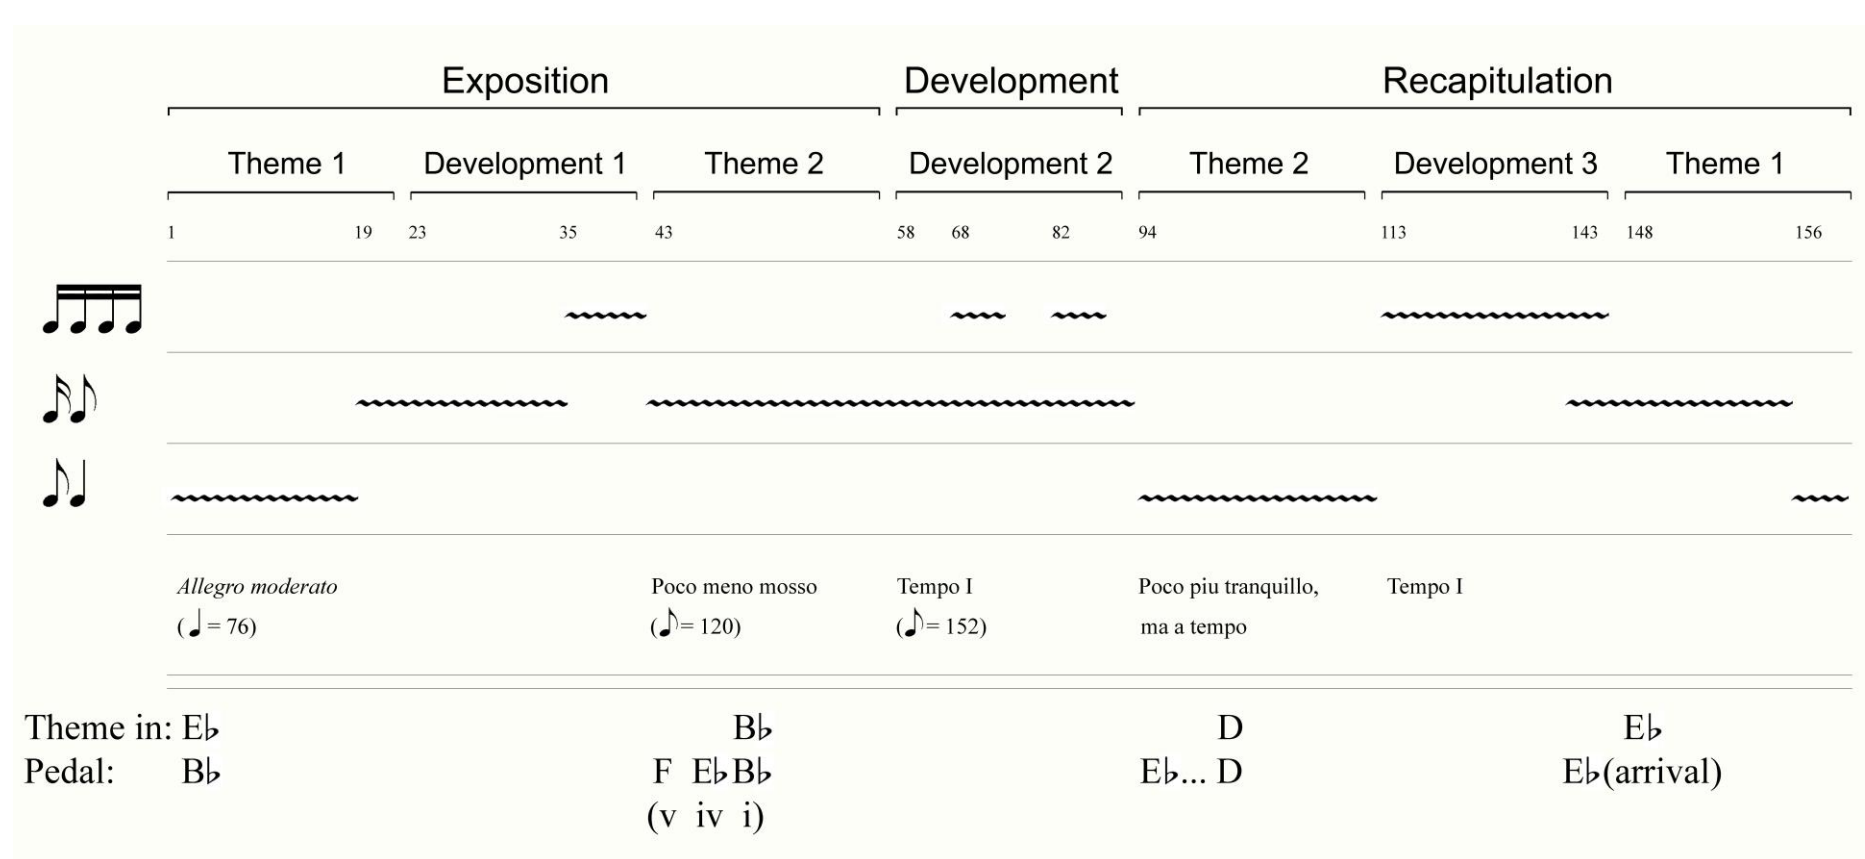 Exposition Development Recapitulation
Theme 1 Development 1 Theme 2 Development 2 Theme 2 Development 3 Theme 1
1 19 23 35 43 58 68 82 94 113 143 148 156
Allegro moderato Poco meno mosso Tempo I Poco piu tranquillo, Tempo I
(♩= 76) (♪= 120) (♪= 152) ma a tempo
Theme in: E♭ B♭ D E♭
Pedal: B♭ F E♭ B♭ E♭... D E♭(arrival)
(v iv i)